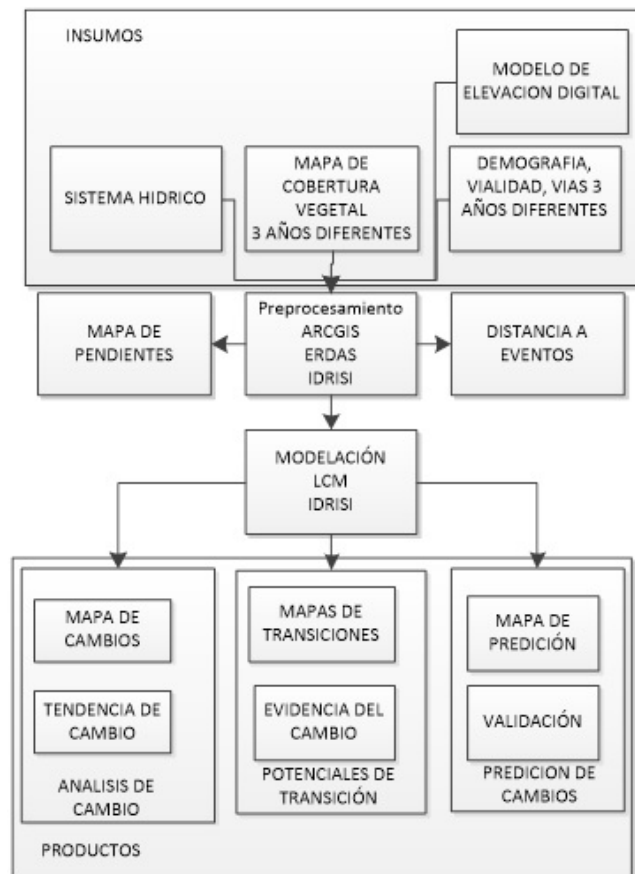 INSUMOS
MODELO DE
ELEVACION DIGITAL
SISTEMA HIDRICO
MAPA DE
COBERTURA
VEGETAL
3 AÑOS DIFERENTES
DEMOGRAFIA,
VIALIDAD, VIAS 3
AÑOS DIFERENTES
MAPA DE
PENDIENTES
Preprocesamiento
ARCGIS
ERDAS
IDRISI
DISTANCIA A
EVENTOS
MODELACIÓN
LCM
IDRISI
MAPA DE
CAMBIOS
TENDENCIA DE
CAMBIO
ANALISIS DE
CAMBIO
MAPAS DE
TRANSICIONES
EVIDENCIA DEL
CAMBIO
POTENCIALES DE
TRANSICIÓN
MAPA DE
PREDICIÓN
VALIDACIÓN
PREDICION DE
CAMBIOS
PRODUCTOS